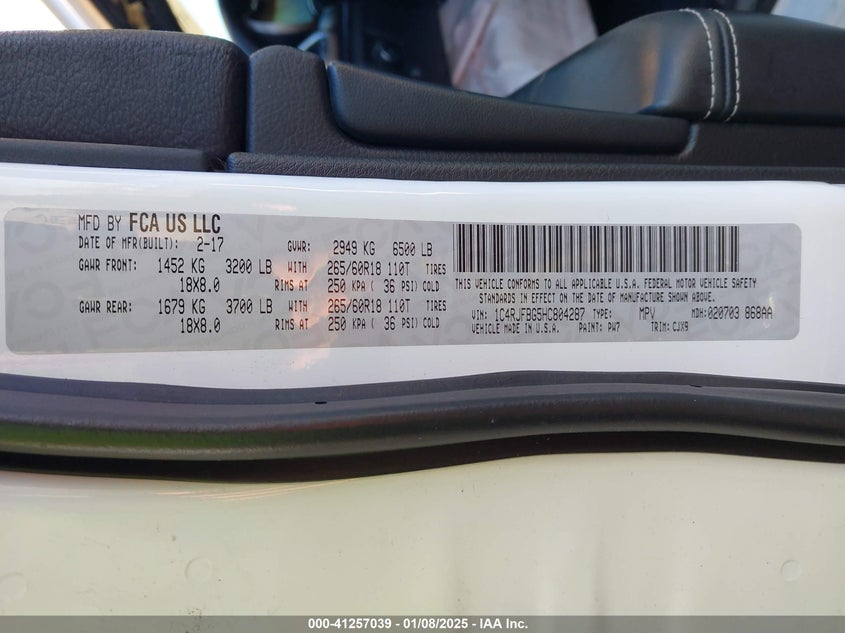 MFD BY FCA US LLC
DATE OF MFR(BUILT): 2-17 GVWR: 2949 KG 6500 LB
GAWR FRONT: 1452 KG 3200 LB WITH 265/60R18 110T TIRES
18X8.0 RIMS AT 250 KPA ( 36 PSI) COLD
GAWR REAR: 1679 KG 3700 LB WITH 265/60R18 110T TIRES
18X8.0 RIMS AT 250 KPA ( 36 PSI) COLD
THIS VEHICLE CONFORMS TO ALL APPLICABLE U.S.A. FEDERAL MOTOR VEHICLE SAFETY
STANDARDS IN EFFECT ON THE DATE OF MANUFACTURE SHOWN ABOVE.
VIN: 1C4RJFBG5HC804287 TYPE: MPV MDH: 020703 868AA
VEHICLE MADE IN U.S.A. PAINT: PW7 TRIM: CJX9
000-41257039 - 01/08/2025 - IAA Inc.